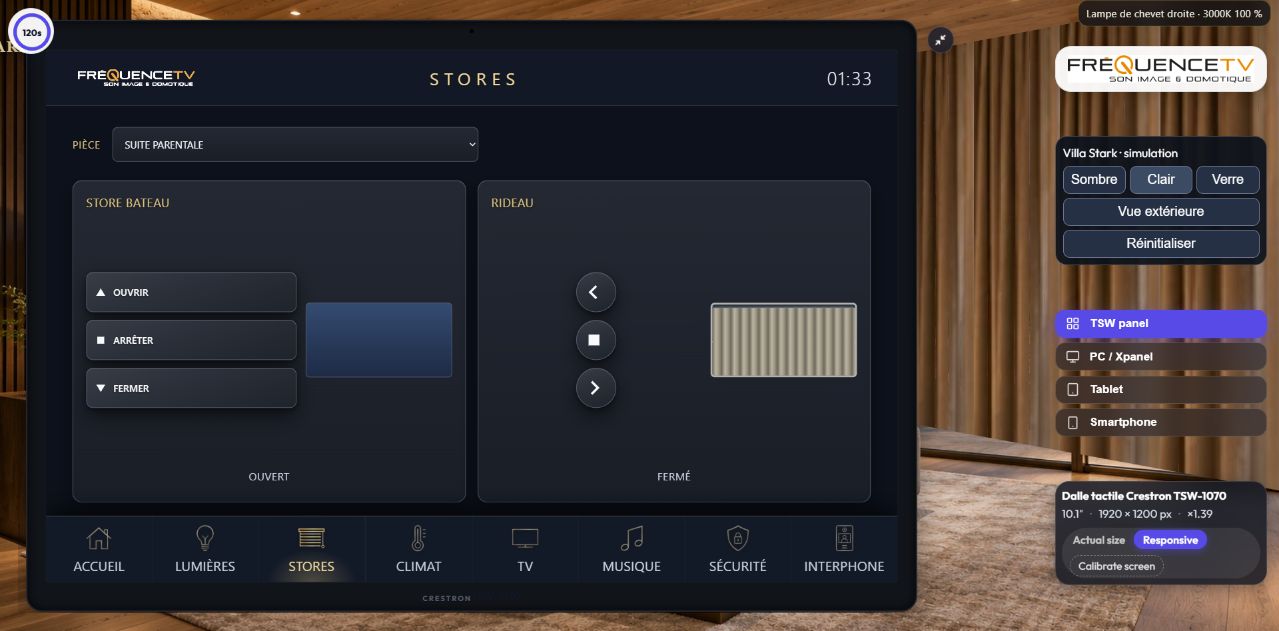 120s
AR
Lampe de chevet droite · 3000K 100 %
FRÉQUENCETV
SON IMAGE & DOMOTIQUE
STORES
01:33
PIÈCE
SUITE PARENTALE
STORE BATEAU
OUVRIR
ARRÊTER
FERMER
OUVERT
RIDEAU
FERMÉ
ACCUEIL
LUMIÈRES
STORES
CLIMAT
TV
MUSIQUE
SÉCURITÉ
INTERPHONE
CRESTRON
FRÉQUENCETV
SON IMAGE & DOMOTIQUE
Villa Stark · simulation
Sombre Clair Verre
Vue extérieure
Réinitialiser
TSW panel
PC / Xpanel
Tablet
Smartphone
Dalle tactile Crestron TSW-1070
10.1" · 1920 × 1200 px · ×1.39
Actual size Responsive
Calibrate screen